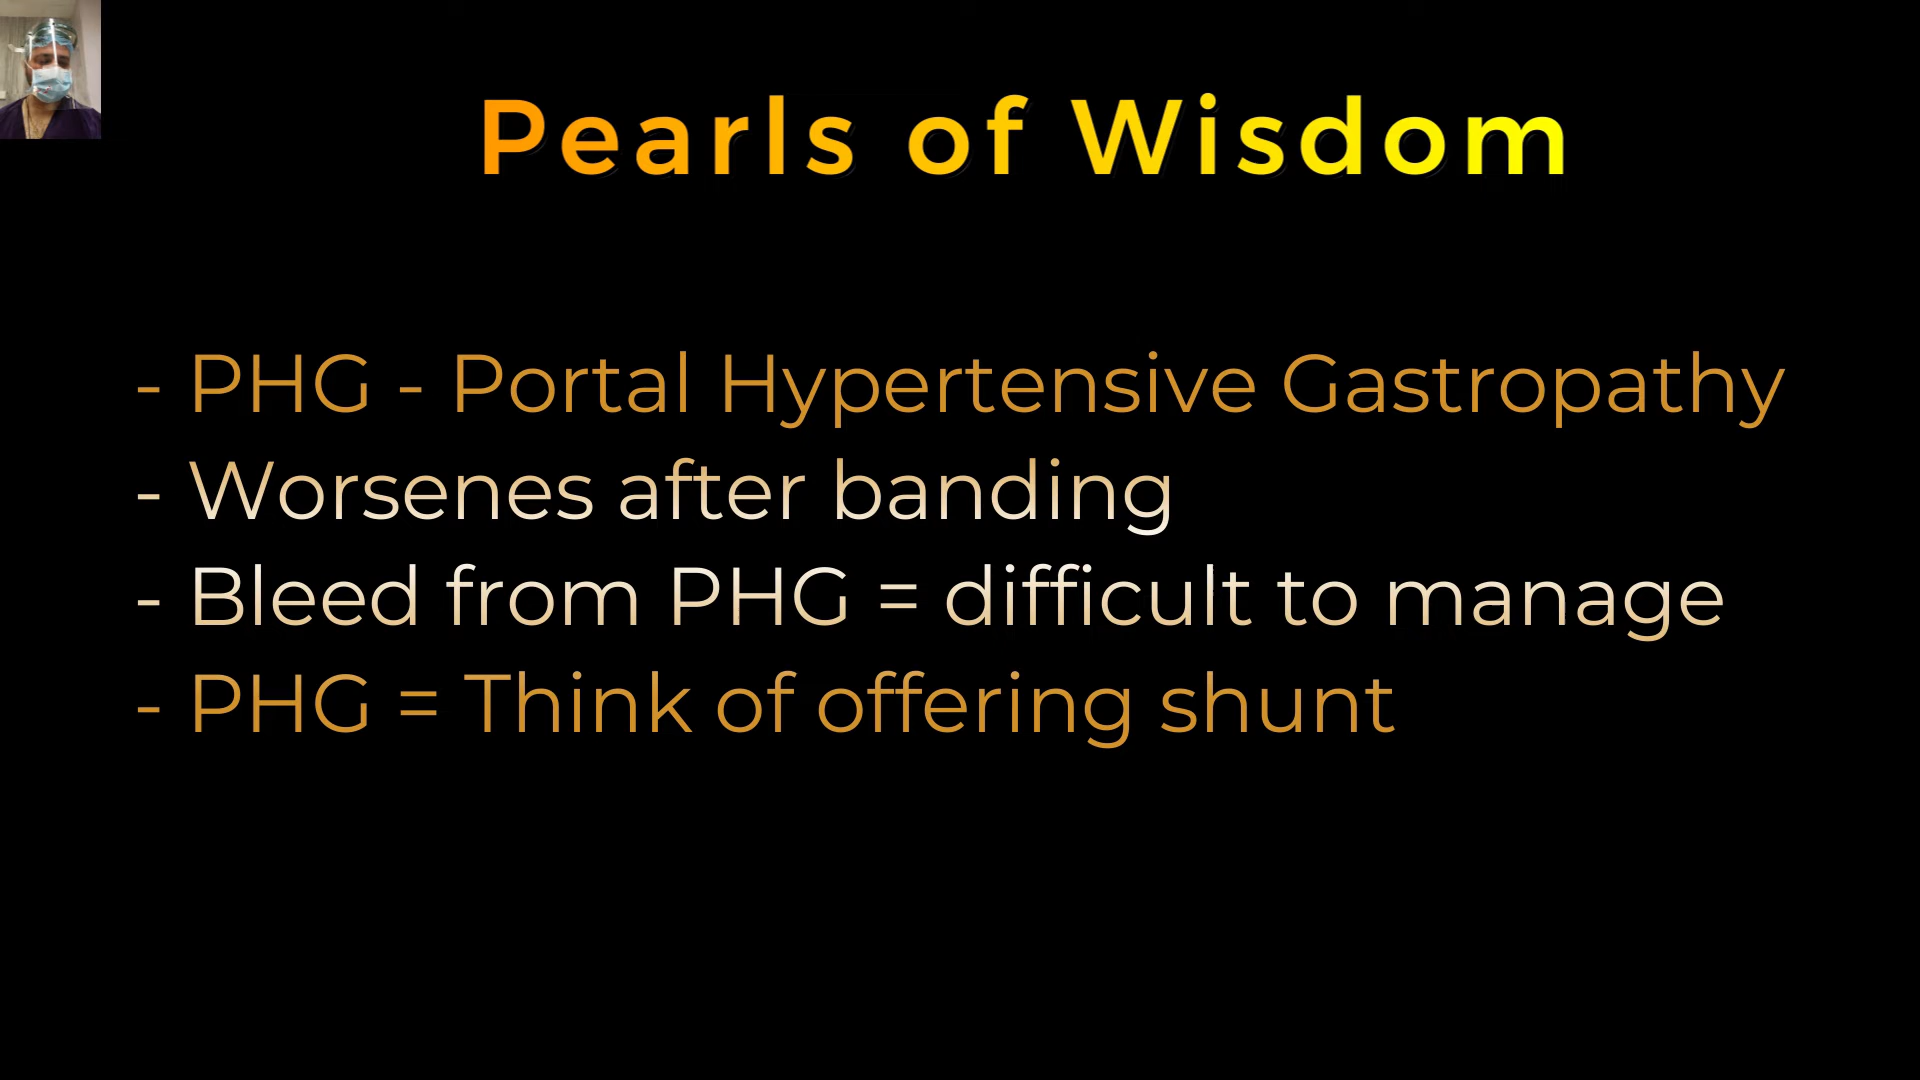 Pearls of Wisdom
- PHG - Portal Hypertensive Gastropathy
- Worsenes after banding
- Bleed from PHG = difficult to manage
- PHG = Think of offering shunt